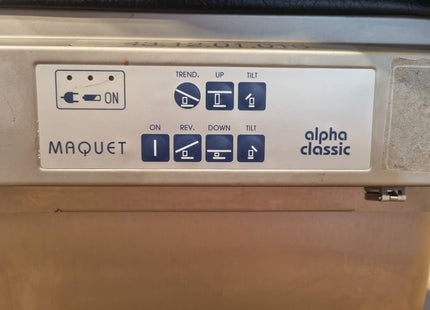 TREND. UP TILT
ON
ON REV. DOWN TILT
MAQUET
alpha
classic